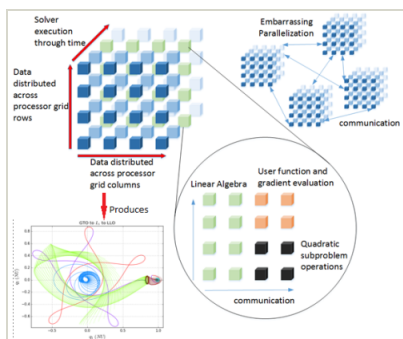 Solver
execution
through time
Data
distributed
across
processor grid
rows
Data distributed
across processor
grid columns
Produces
Embarrassing
Parallelization
communication
Linear Algebra
User function and
gradient evaluation
Quadratic
subproblem
operations
communication